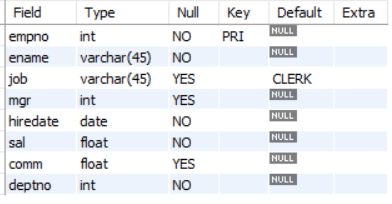 Field Type Null Key Default Extra
empno int NO PRI NULL
ename varchar(45) NO NULL
job varchar(45) YES CLERK
mgr int YES NULL
hiredate date NO NULL
sal float NO NULL
comm float YES NULL
deptno int NO NULL